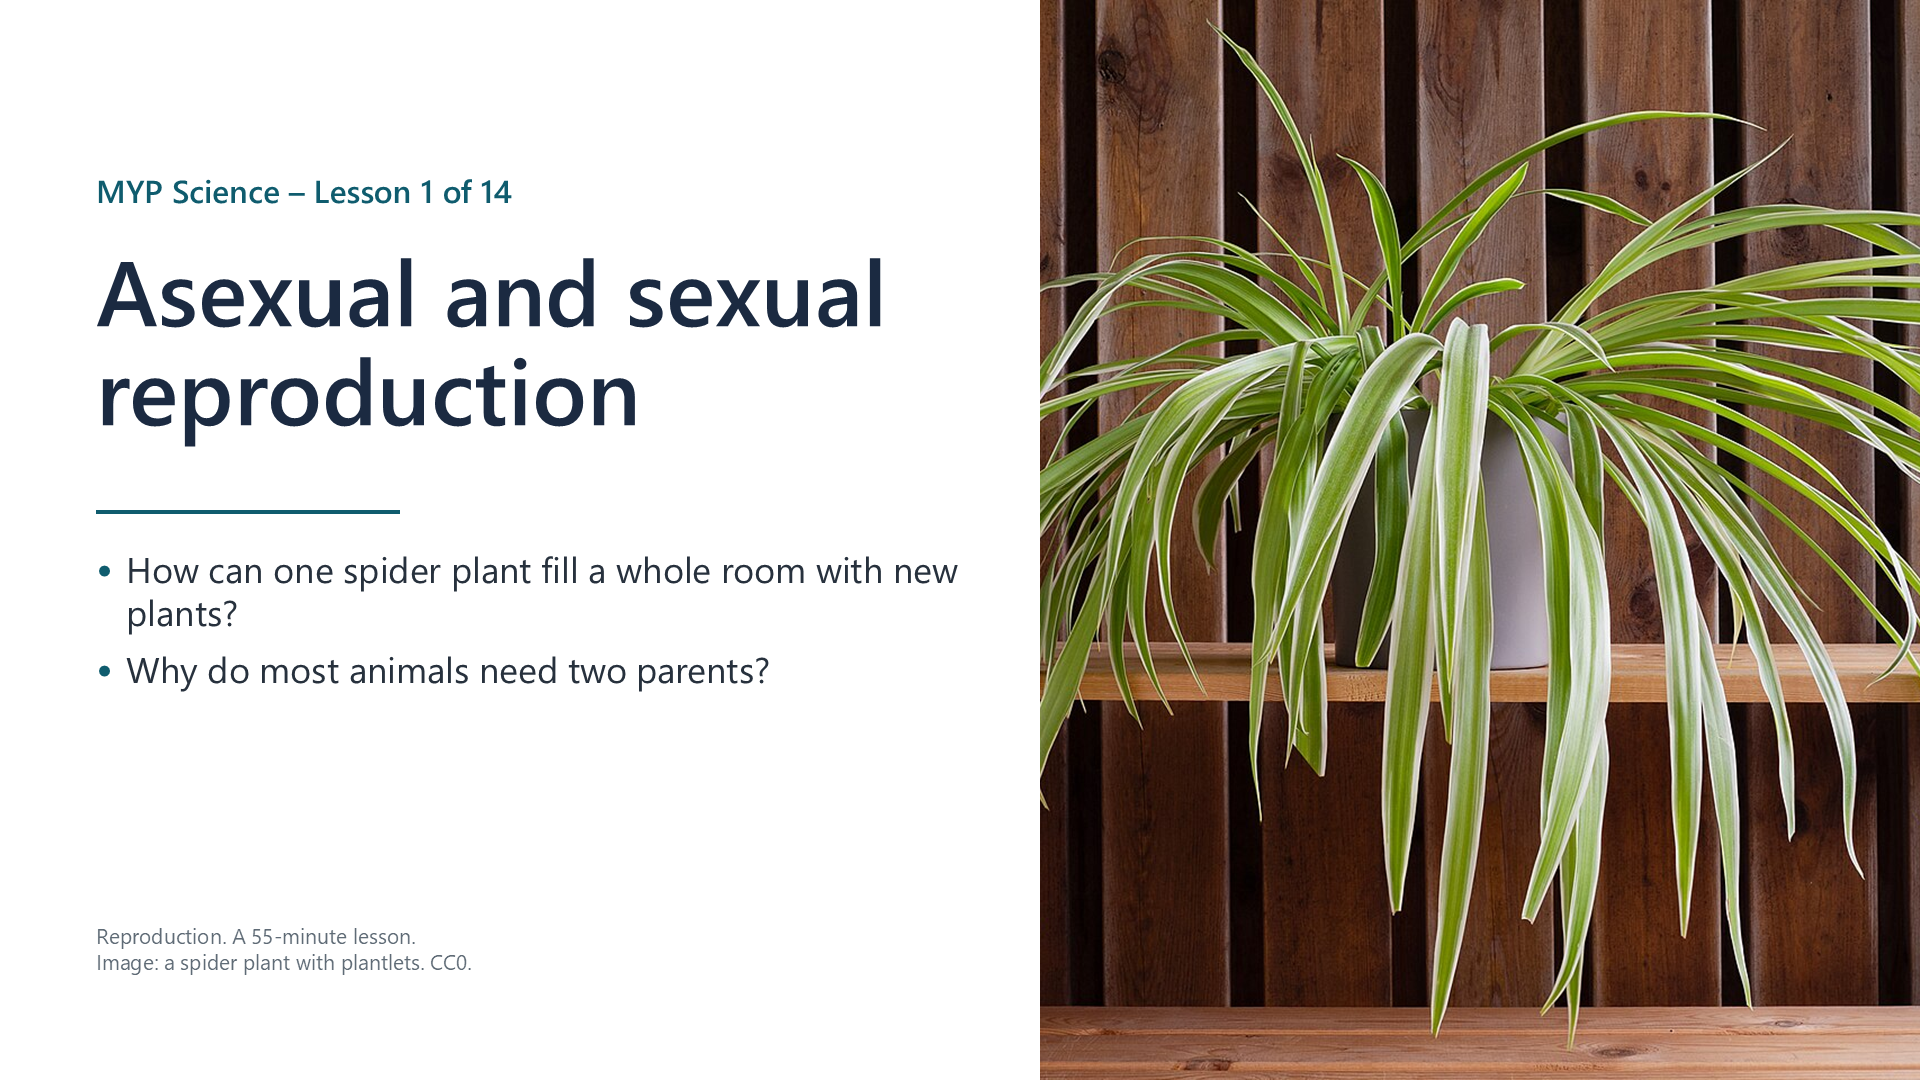 MYP Science – Lesson 1 of 14
Asexual and sexual
reproduction
• How can one spider plant fill a whole room with new
plants?
• Why do most animals need two parents?
Reproduction. A 55-minute lesson.
Image: a spider plant with plantlets. CC0.